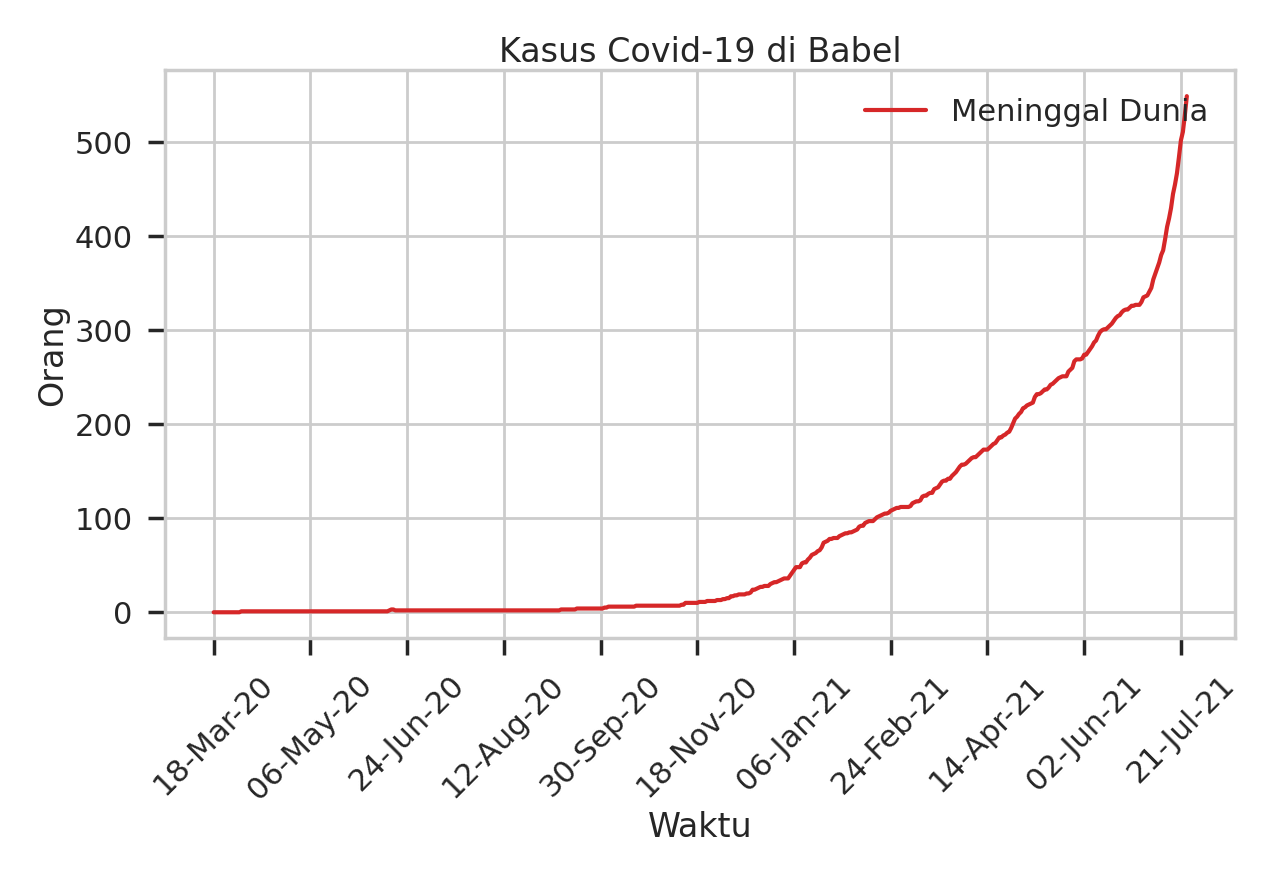 Kasus Covid-19 di Babel
Meninggal Dunia
Orang
500
400
300
200
100
0
18-Mar-20
06-May-20
24-Jun-20
12-Aug-20
30-Sep-20
18-Nov-20
06-Jan-21
24-Feb-21
14-Apr-21
02-Jun-21
21-Jul-21
Waktu